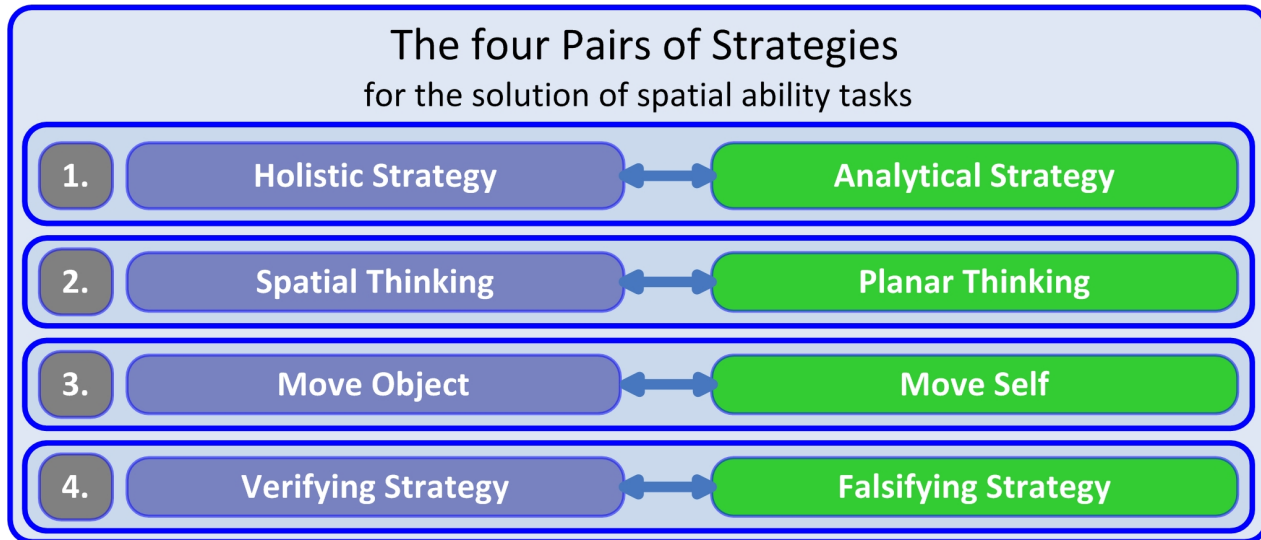 The four Pairs of Strategies
for the solution of spatial ability tasks
1. Holistic Strategy Analytical Strategy
2. Spatial Thinking Planar Thinking
3. Move Object Move Self
4. Verifying Strategy Falsifying Strategy